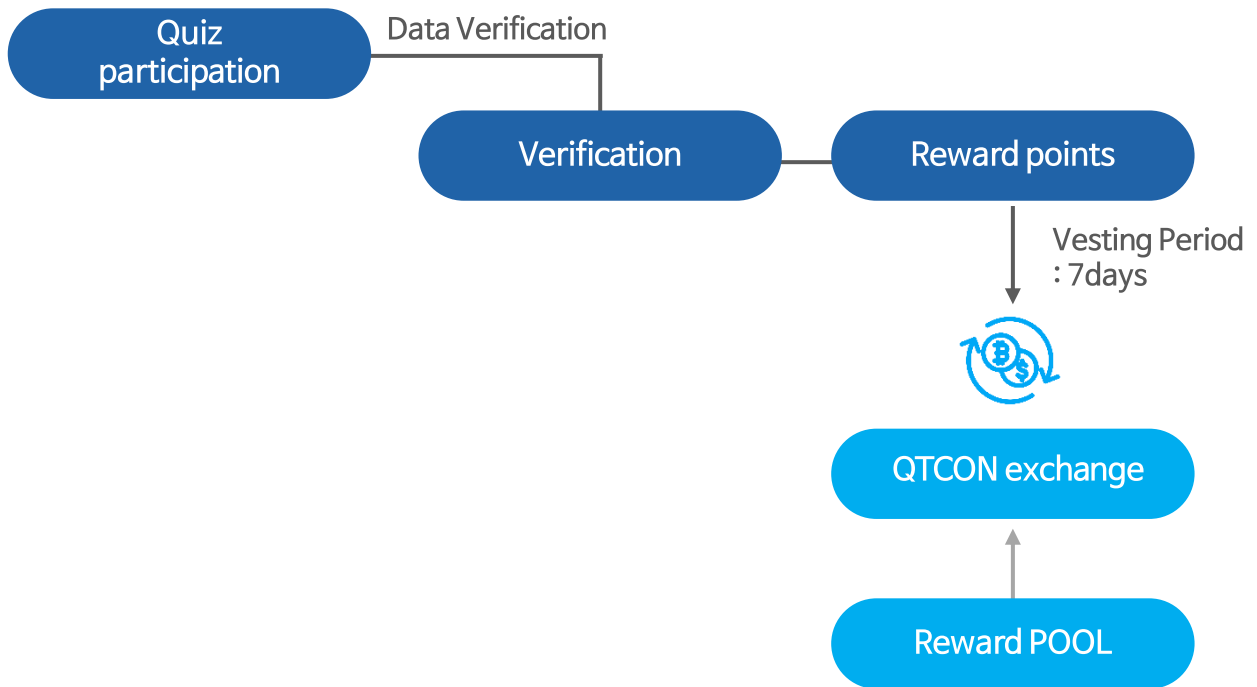 Quiz
participation
Data Verification
Verification
Reward points
Vesting Period
: 7days
QTCON exchange
Reward POOL